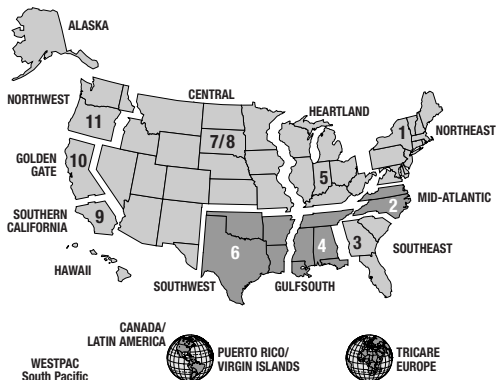 ALASKA
NORTHWEST
CENTRAL
HEARTLAND
NORTHEAST
11
7/8
1
GOLDEN
GATE
10
5
MID-ATLANTIC
2
SOUTHERN
CALIFORNIA
9
6
4
3
SOUTHEAST
HAWAII
SOUTHWEST
GULFSOUTH
CANADA/
LATIN AMERICA
PUERTO RICO/
VIRGIN ISLANDS
TRICARE
EUROPE
WESTPAC
South Pacific